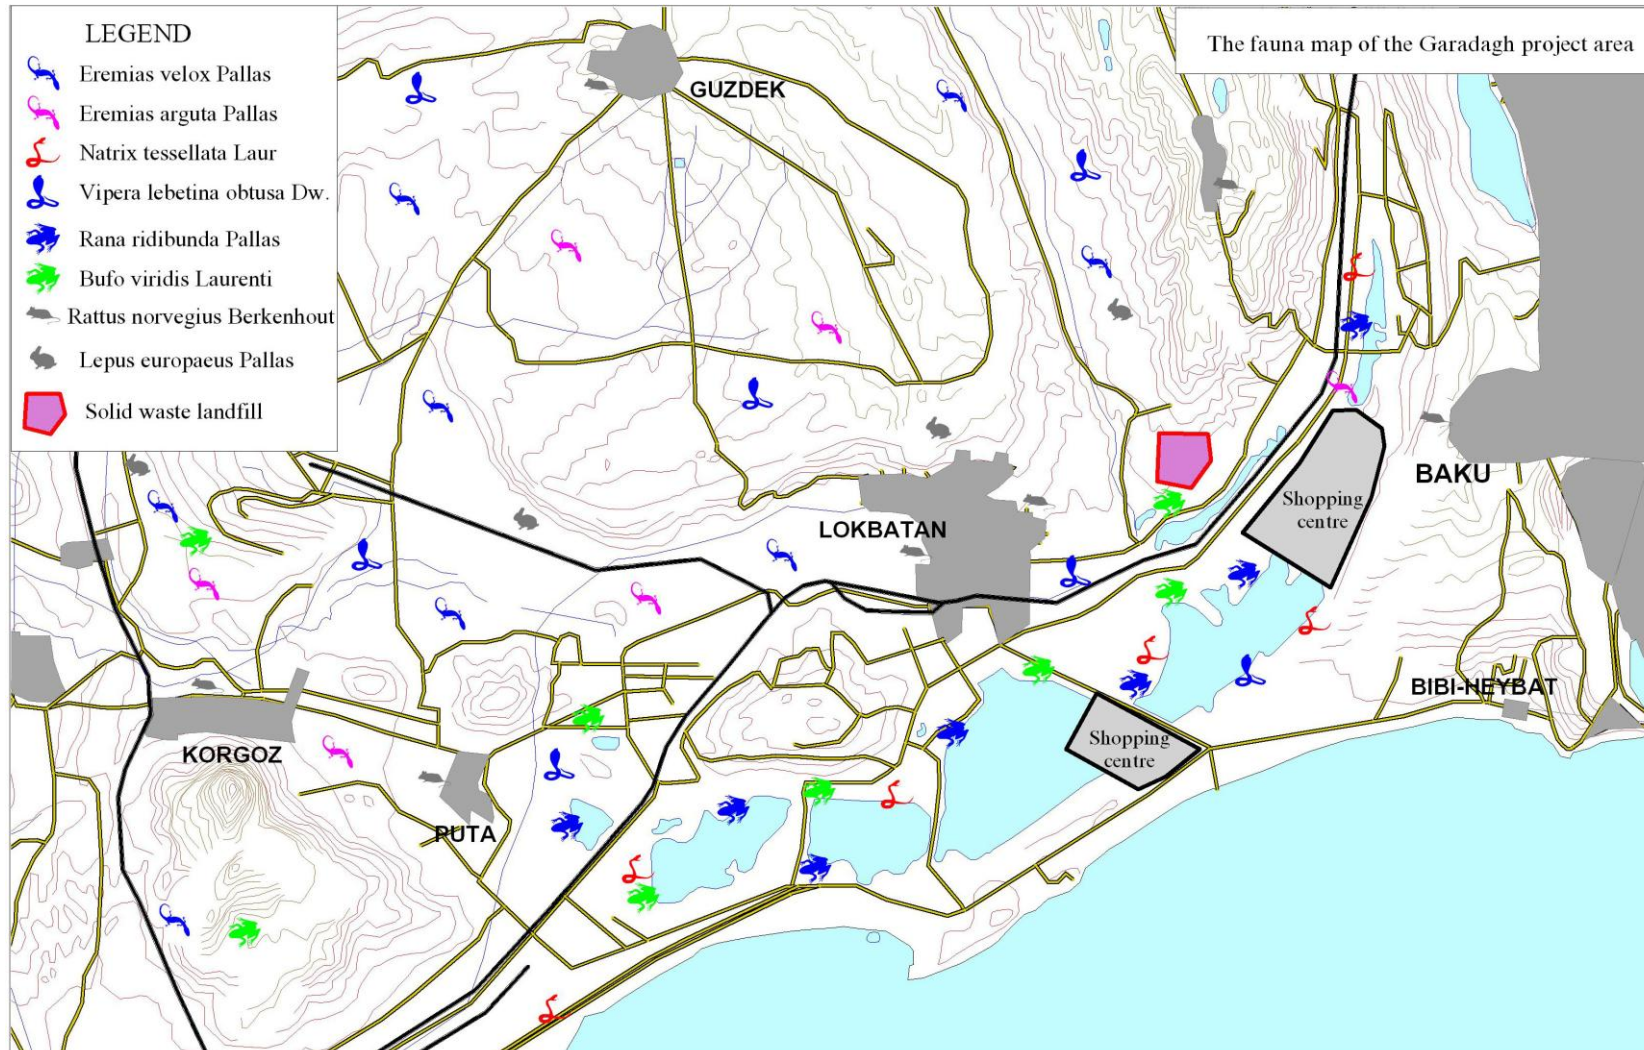 LEGEND
Eremias velox Pallas
Eremias arguta Pallas
Natrix tessellata Laur
Vipera lebetina obtusa Dw.
Rana ridibunda Pallas
Bufo viridis Laurenti
Rattus norvegius Berkenhout
Lepus europaeus Pallas
Solid waste landfill
The fauna map of the Garadagh project area
GUZDEK
BAKU
Shopping
centre
LOKBATAN
BIBI-HEYBAT
Shopping
centre
KORGOZ
PUTA